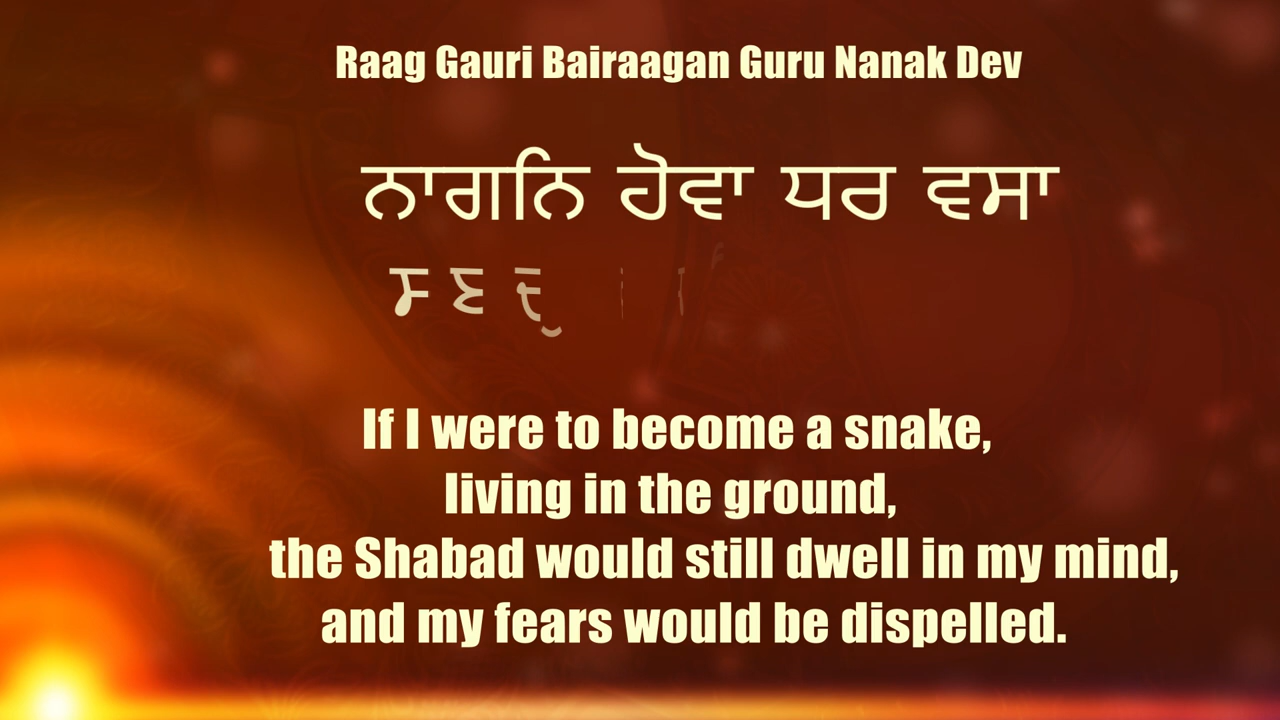 Raag Gauri Bairaagan Guru Nanak Dev
ਨਾਗਨਿ ਹੋਵਾ ਧਰ ਵਸਾ
ਸਬਦੁ
If I were to become a snake,
living in the ground,
the Shabad would still dwell in my mind,
and my fears would be dispelled.